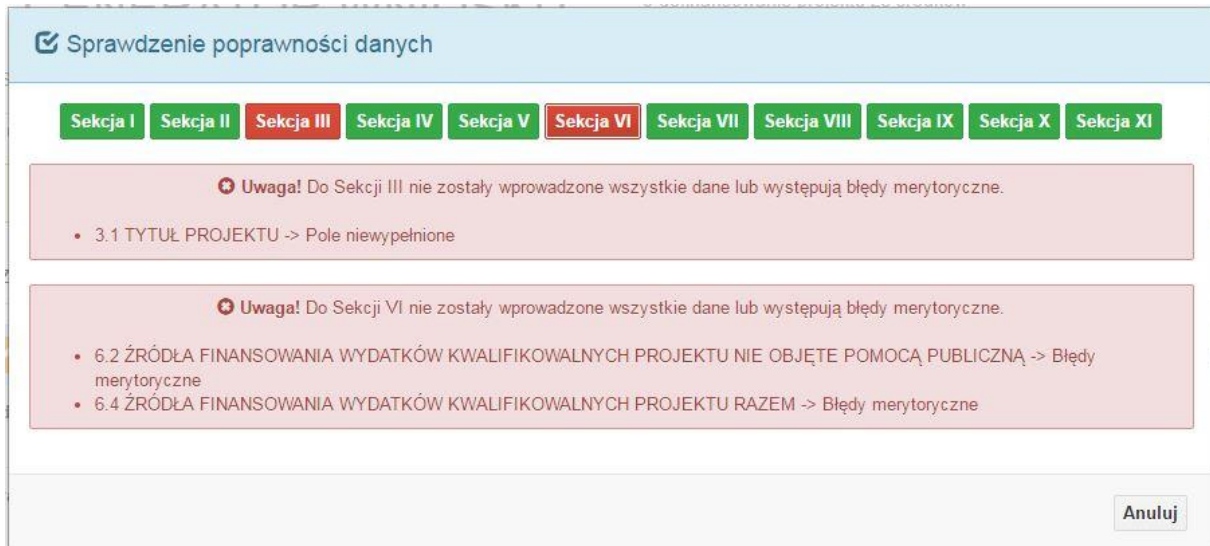 Sprawdzenie poprawności danych
Sekcja I Sekcja II Sekcja III Sekcja IV Sekcja V Sekcja VI Sekcja VII Sekcja VIII Sekcja IX Sekcja X Sekcja XI
Uwaga! Do Sekcji III nie zostały wprowadzone wszystkie dane lub występują błędy merytoryczne.
• 3.1 TYTUŁ PROJEKTU -> Pole niewypełnione
Uwaga! Do Sekcji VI nie zostały wprowadzone wszystkie dane lub występują błędy merytoryczne.
• 6.2 ŹRÓDŁA FINANSOWANIA WYDATKÓW KWALIFIKOWALNYCH PROJEKTU NIE OBJĘTE POMOCĄ PUBLICZNĄ -> Błędy
merytoryczne
• 6.4 ŹRÓDŁA FINANSOWANIA WYDATKÓW KWALIFIKOWALNYCH PROJEKTU RAZEM -> Błędy merytoryczne
Anuluj